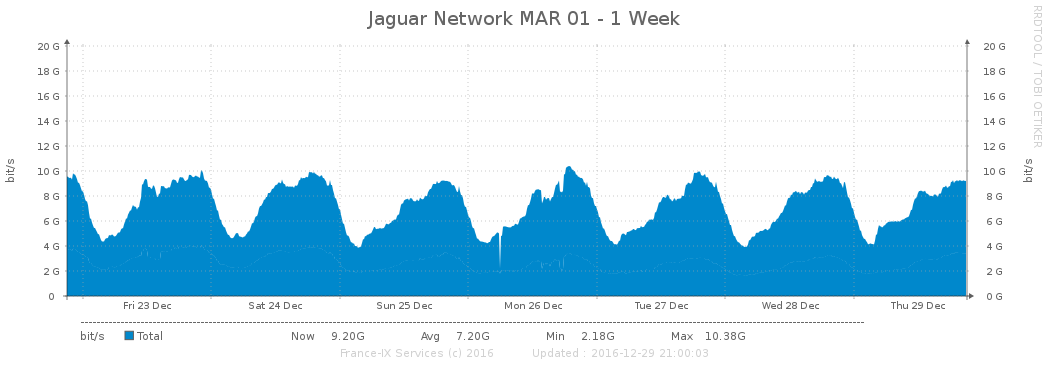 Jaguar Network MAR 01 - 1 Week
RRDTOOL / TOBI OETIKER
bit/s
20 G 20 G
18 G 18 G
16 G 16 G
14 G 14 G
12 G 12 G
10 G 10 G
8 G 8 G
6 G 6 G
4 G 4 G
2 G 2 G
0 0 G
bit/s
Fri 23 Dec Sat 24 Dec Sun 25 Dec Mon 26 Dec Tue 27 Dec Wed 28 Dec Thu 29 Dec
bit/s Total Now 9.20G Avg 7.20G Min 2.18G Max 10.38G
France-IX Services (c) 2016 Updated : 2016-12-29 21:00:03